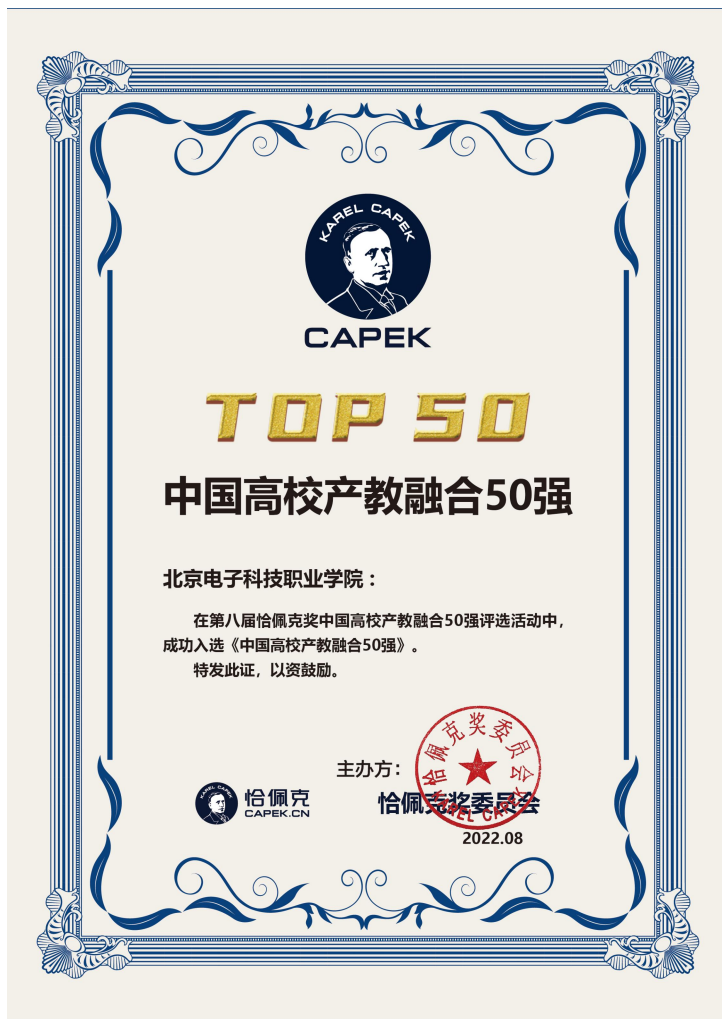 KAREL CAPEK
CAPEK
TOP 50
中国高校产教融合50强
北京电子科技职业学院：
在第八届恰佩克奖中国高校产教融合50强评选活动中，
成功入选《中国高校产教融合50强》。
特发此证，以资鼓励。
主办方：
恰佩克奖委员会
KAREL CAPEK
恰佩克奖委员会
2022.08
KAREL CAPEK
恰佩克
CAPEK.CN